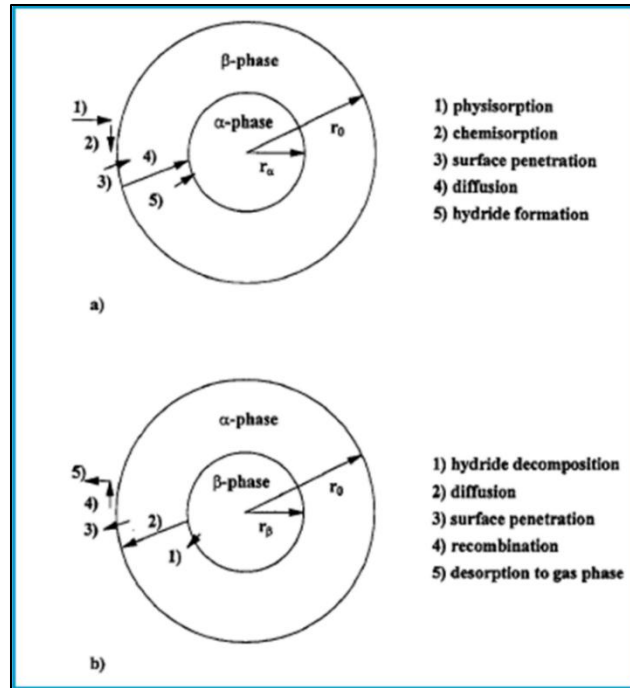 β-phase
1)
α-phase
1) physisorption
2)
r₀
2) chemisorption
4)
3) surface penetration
3)
rα
4) diffusion
5)
5) hydride formation
a)
α-phase
5)
β-phase
1) hydride decomposition
4)
r₀
2) diffusion
3)
2)
3) surface penetration
rβ
4) recombination
1)
5) desorption to gas phase
b)